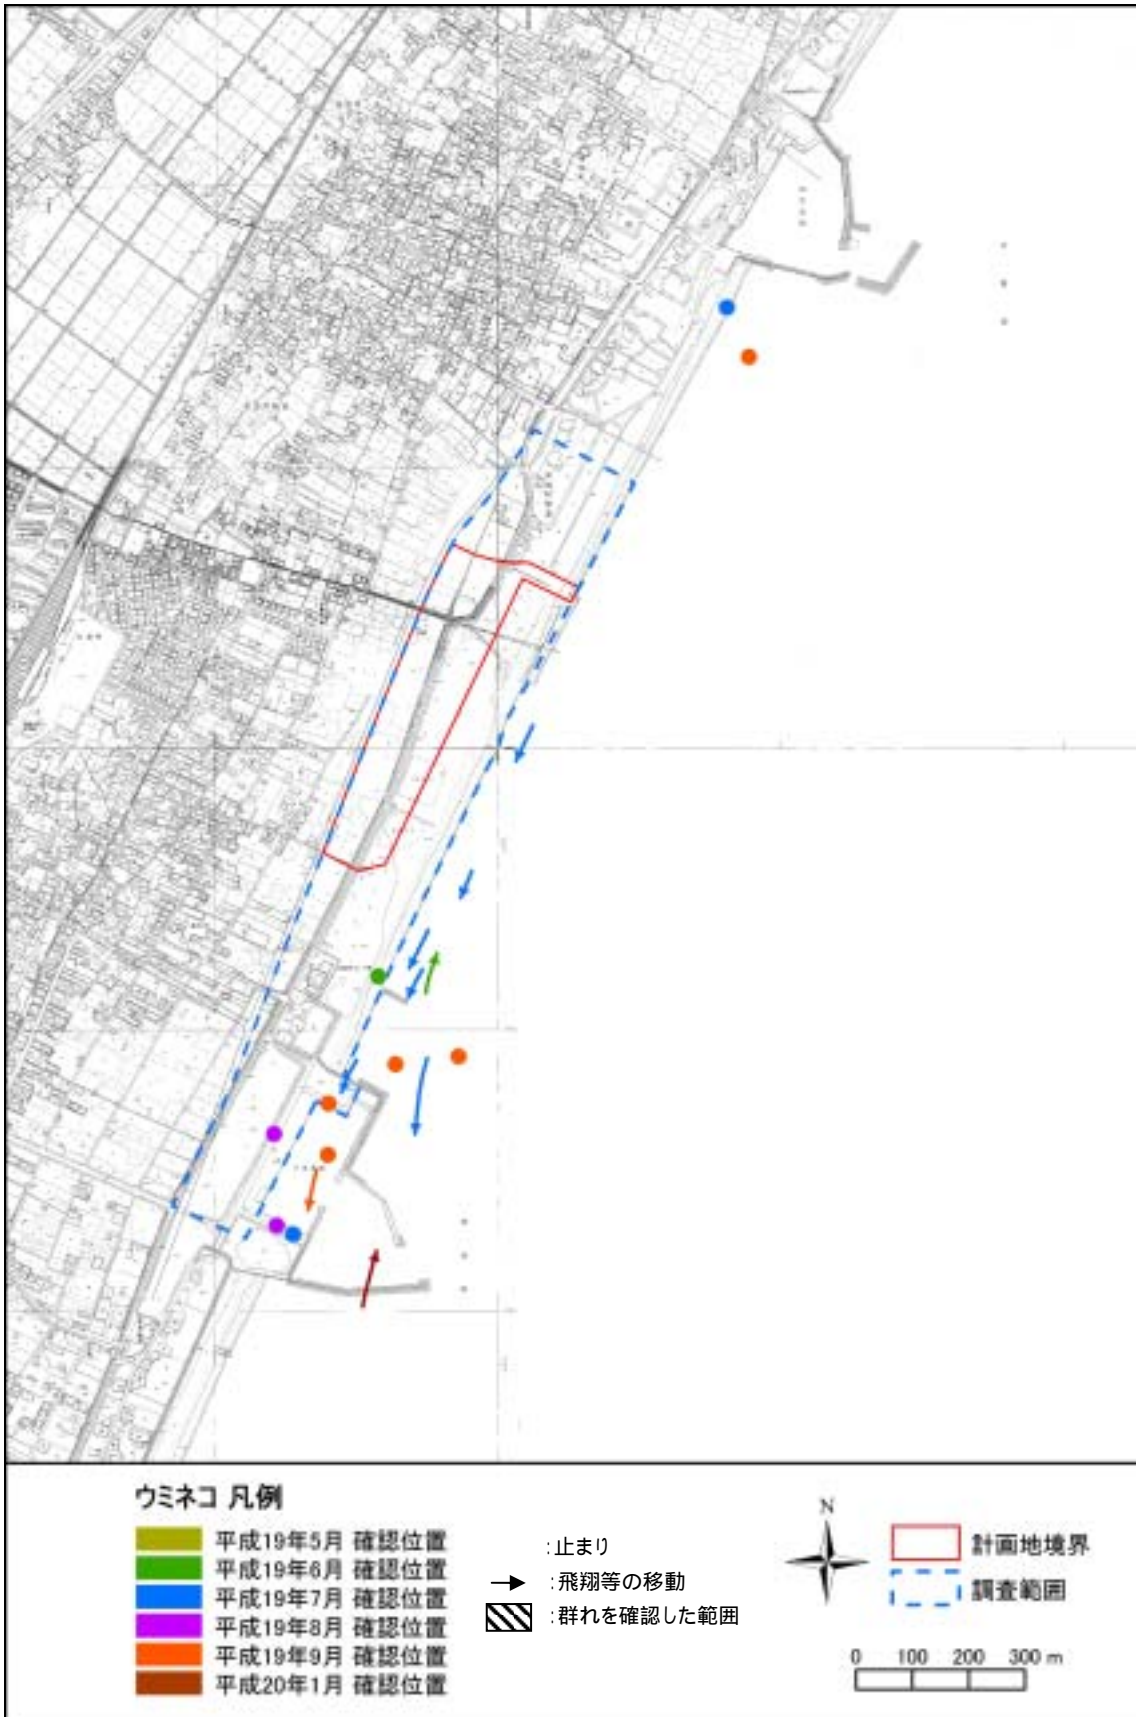 ウミネコ 凡例
平成19年5月 確認位置
平成19年6月 確認位置
平成19年7月 確認位置
平成19年8月 確認位置
平成19年9月 確認位置
平成20年1月 確認位置
:止まり
:飛翔等の移動
:群れを確認した範囲
N
計画地境界
調査範囲
0 100 200 300 m